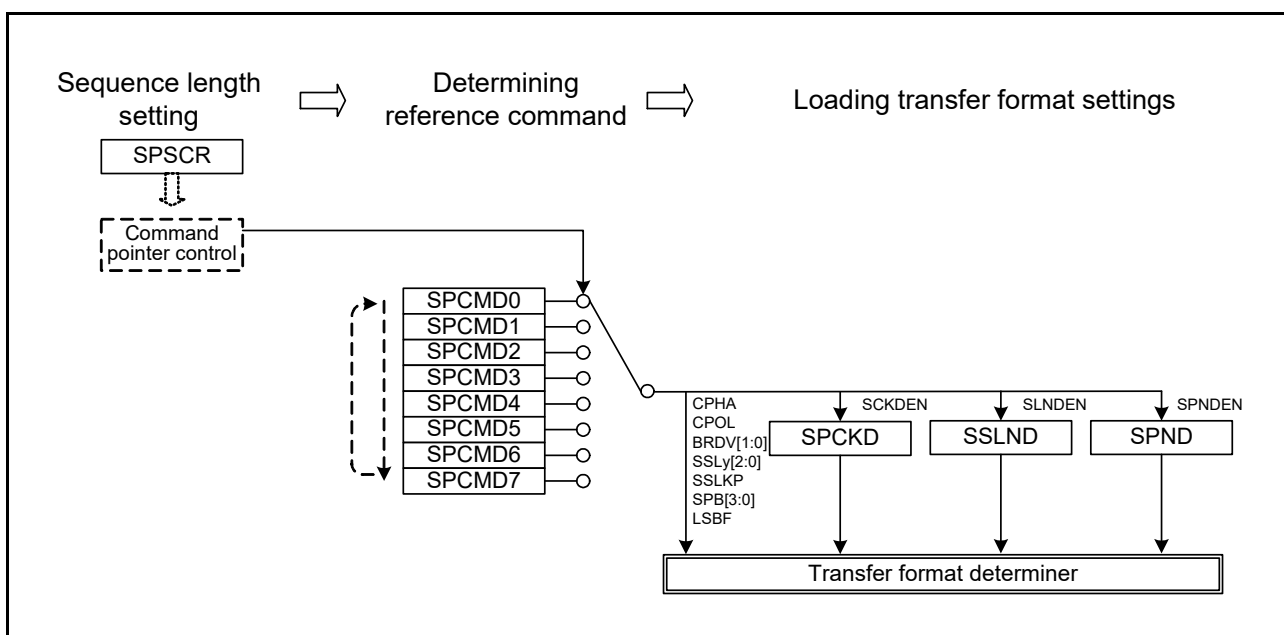 Sequence length
setting
Determining
reference command
Loading transfer format settings
SPSCR
Command
pointer control
SPCMD0
SPCMD1
SPCMD2
SPCMD3
SPCMD4
SPCMD5
SPCMD6
SPCMD7
CPHA
CPOL
BRDV[1:0]
SSLy[2:0]
SSLKP
SPB[3:0]
LSBF
SCKDEN
SPCKD
SLNDEN
SSLND
SPNDEN
SPND
Transfer format determiner